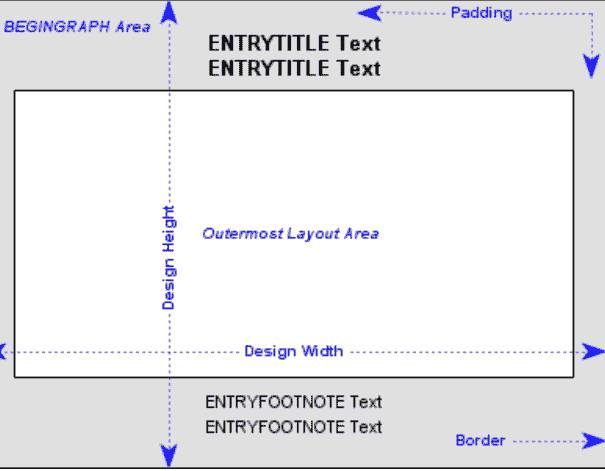 BEGINGRAPH Area
Padding
ENTRYTITLE Text
ENTRYTITLE Text
Design Height
Outermost Layout Area
Design Width
ENTRYFOOTNOTE Text
ENTRYFOOTNOTE Text
Border